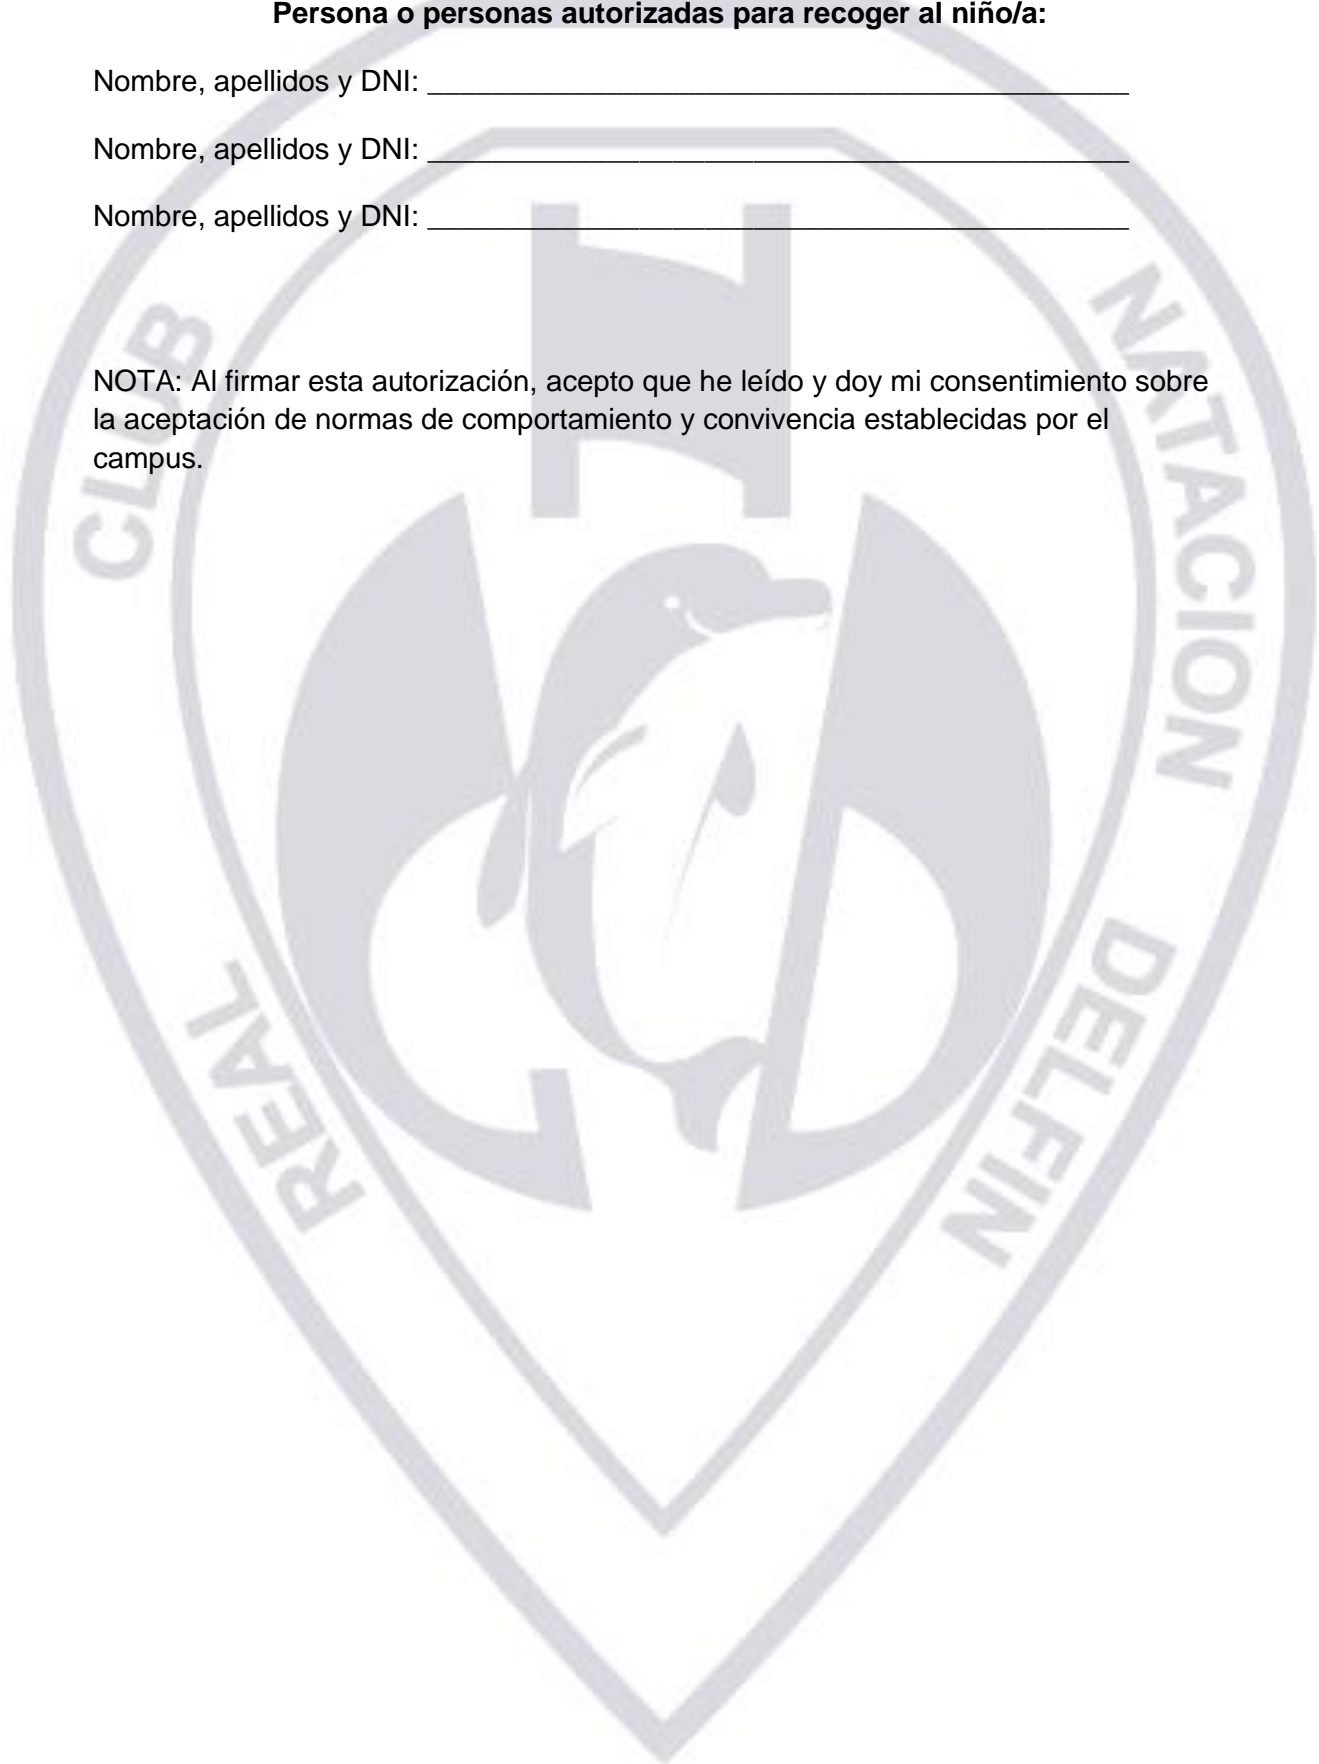 Persona o personas autorizadas para recoger al niño/a:
Nombre, apellidos y DNI: ___________________________________________
Nombre, apellidos y DNI: ___________________________________________
Nombre, apellidos y DNI: ___________________________________________
NOTA: Al firmar esta autorización, acepto que he leído y doy mi consentimiento sobre
la aceptación de normas de comportamiento y convivencia establecidas por el
campus.
REAL CLUB NATACION DELFIN